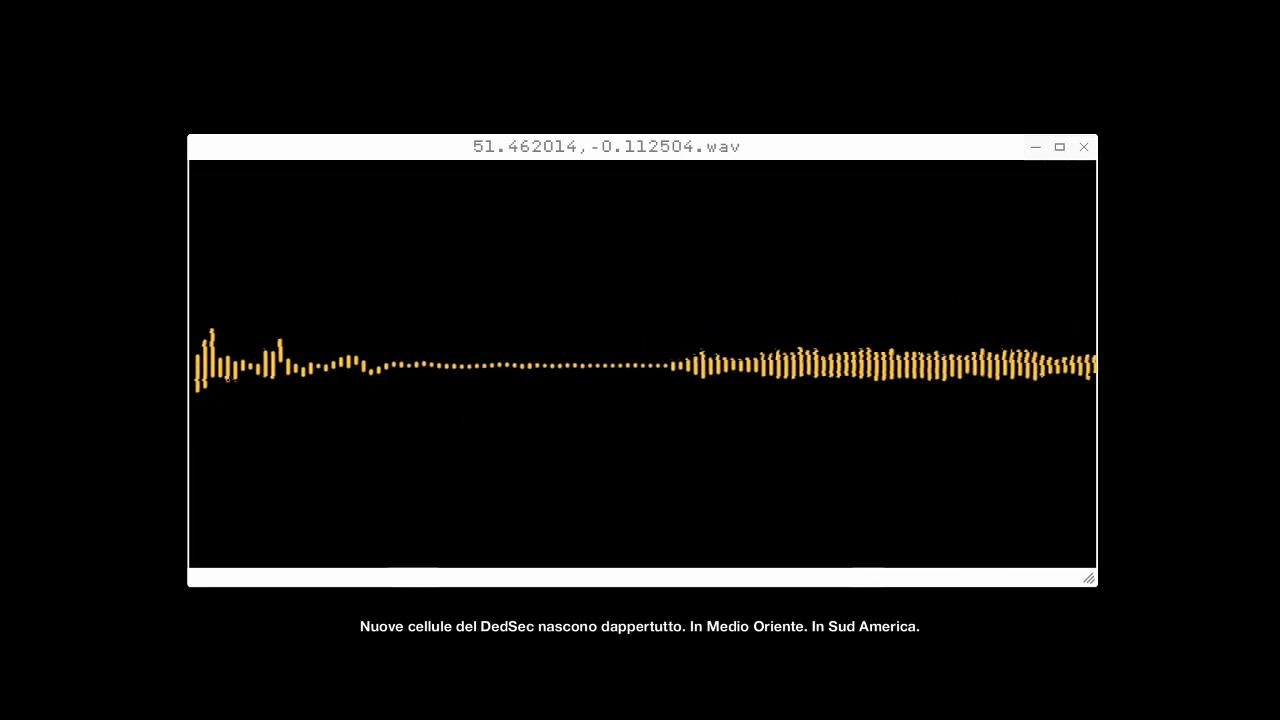 51.462014,-0.112504.wav
Nuove cellule del DedSec nascono dappertutto. In Medio Oriente. In Sud America.